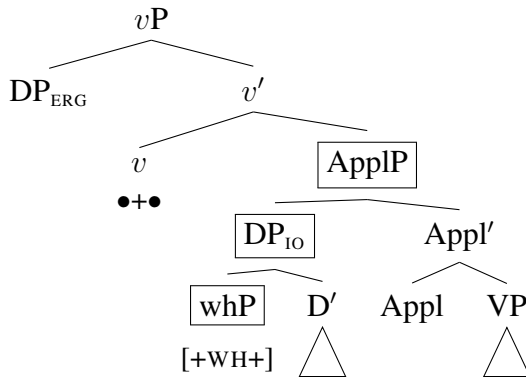 vP
DP_ERG v′
v ApplP
●+●
DP_IO Appl′
whP D′ Appl VP
[+WH+]